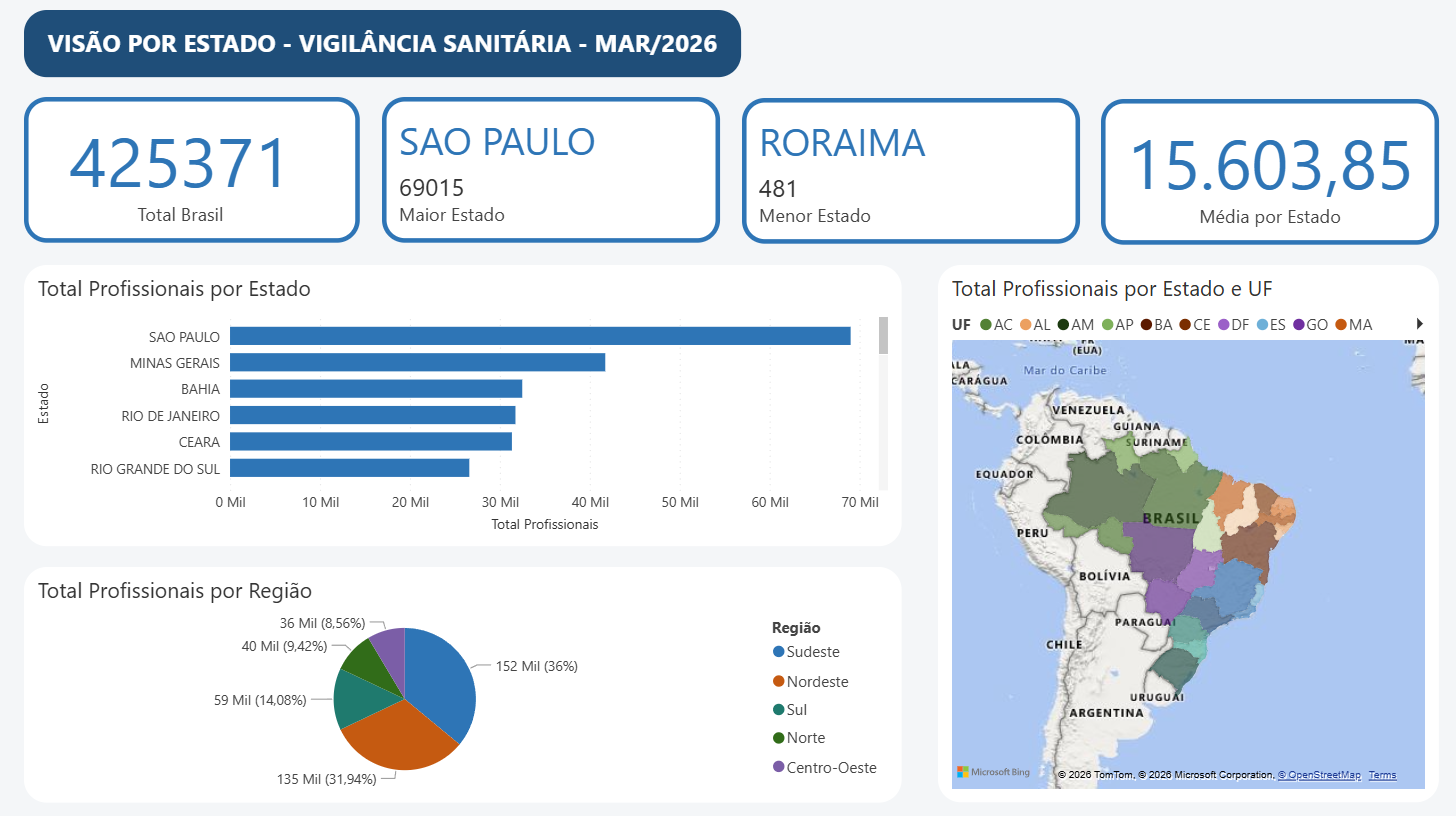 VISÃO POR ESTADO - VIGILÂNCIA SANITÁRIA - MAR/2026
425371
Total Brasil
SAO PAULO
69015
Maior Estado
RORAIMA
481
Menor Estado
15.603,85
Média por Estado
Total Profissionais por Estado
Estado
SAO PAULO
MINAS GERAIS
BAHIA
RIO DE JANEIRO
CEARA
RIO GRANDE DO SUL
0 Mil 10 Mil 20 Mil 30 Mil 40 Mil 50 Mil 60 Mil 70 Mil
Total Profissionais
Total Profissionais por Região
36 Mil (8,56%)
40 Mil (9,42%)
59 Mil (14,08%)
152 Mil (36%)
135 Mil (31,94%)
Região
Sudeste
Nordeste
Sul
Norte
Centro-Oeste
Total Profissionais por Estado e UF
UF AC AL AM AP BA CE DF ES GO MA
(EUA)
Mar do Caribe
VENEZUELA
GUIANA
COLÔMBIA
SURINAME
EQUADOR
BRASIL
PERU
BOLÍVIA
PARAGUAI
CHILE
URUGUAI
ARGENTINA
Microsoft Bing
© 2026 TomTom, © 2026 Microsoft Corporation, © OpenStreetMap Terms